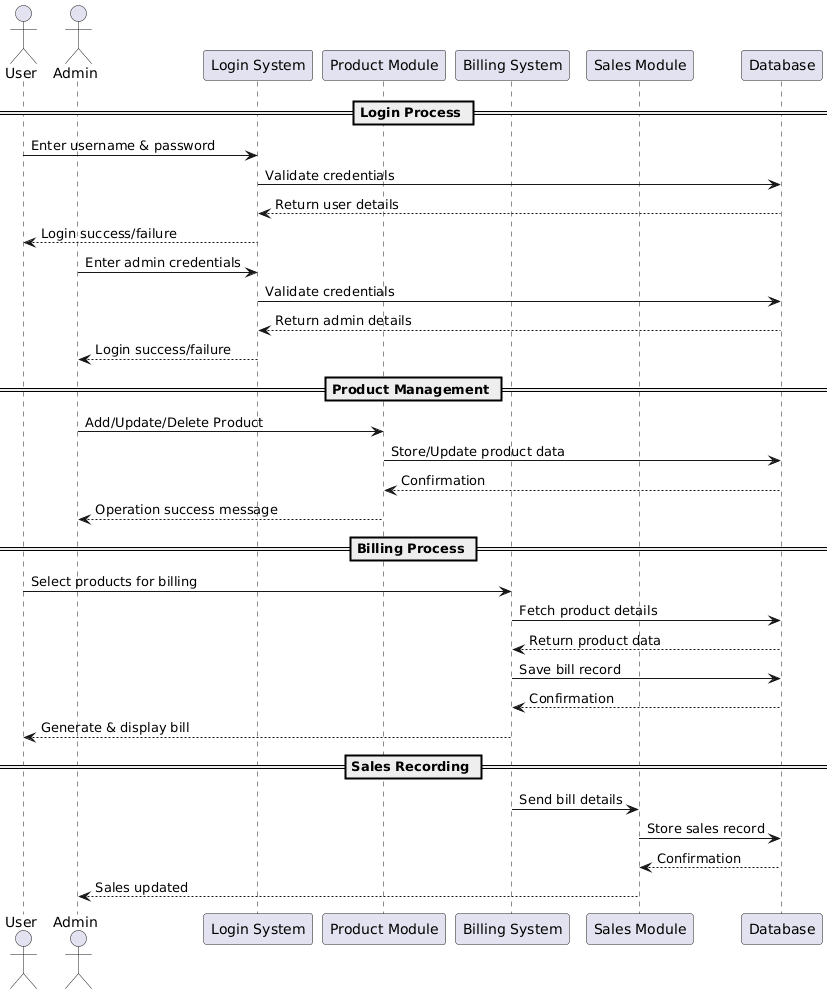 User
Admin
Login System
Product Module
Billing System
Sales Module
Database
Login Process
Enter username & password
Validate credentials
Return user details
Login success/failure
Enter admin credentials
Validate credentials
Return admin details
Login success/failure
Product Management
Add/Update/Delete Product
Store/Update product data
Confirmation
Operation success message
Billing Process
Select products for billing
Fetch product details
Return product data
Save bill record
Confirmation
Generate & display bill
Sales Recording
Send bill details
Store sales record
Confirmation
Sales updated
User
Admin
Login System
Product Module
Billing System
Sales Module
Database